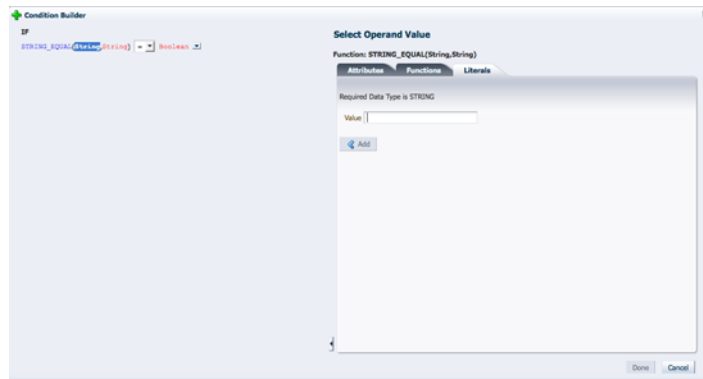 Condition Builder
IF
STRING_EQUAL(String,String) = Boolean
Select Operand Value
Function: STRING_EQUAL(String,String)
Attributes Functions Literals
Required Data Type is STRING
Value
Add
Done Cancel